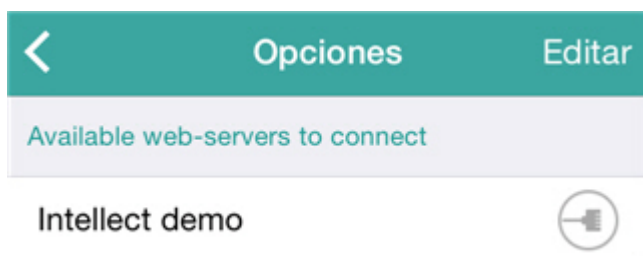 Opciones Editar
Available web-servers to connect
Intellect demo